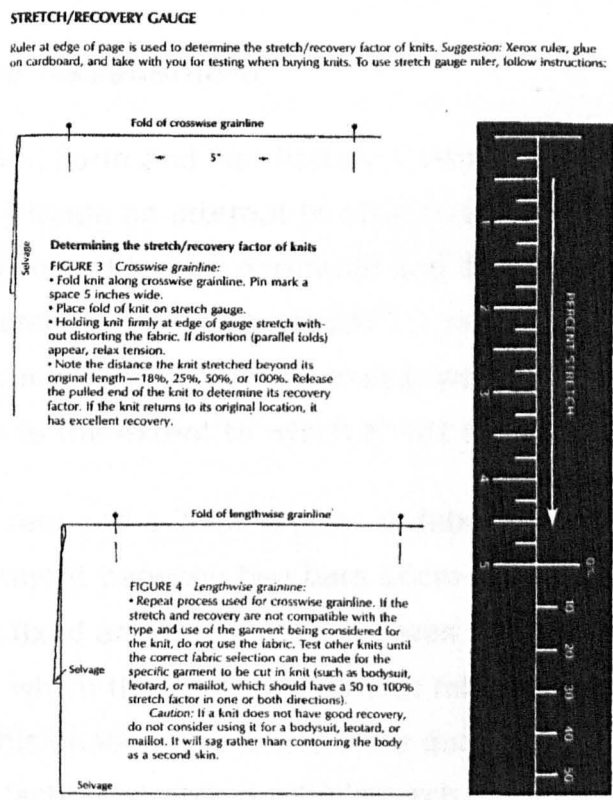 STRETCH/RECOVERY GAUGE
Ruler at edge of page is used to determine the stretch/recovery factor of knits. Suggestion: Xerox ruler, glue
on cardboard, and take with you for testing when buying knits. To use stretch gauge ruler, follow instructions:
Fold of crosswise grainline
5"
Selvage
Determining the stretch/recovery factor of knits
FIGURE 3 Crosswise grainline:
• Fold knit along crosswise grainline. Pin mark a
space 5 inches wide.
• Place fold of knit on stretch gauge.
• Holding knit firmly at edge of gauge stretch with-
out distorting the fabric. If distortion (parallel folds)
appear, relax tension.
• Note the distance the knit stretched beyond its
original length—18%, 25%, 50%, or 100%. Release
the pulled end of the knit to determine its recovery
factor. If the knit returns to its original location, it
has excellent recovery.
Fold of lengthwise grainline
FIGURE 4 Lengthwise grainline:
• Repeat process used for crosswise grainline. If the
stretch and recovery are not compatible with the
type and use of the garment being considered for
the knit, do not use the fabric. Test other knits until
the correct fabric selection can be made for the
specific garment to be cut in knit (such as bodysuit,
leotard, or maillot, which should have a 50 to 100%
stretch factor in one or both directions).
Caution: If a knit does not have good recovery,
do not consider using it for a bodysuit, leotard, or
maillot. It will sag rather than contouring the body
as a second skin.
Selvage
Selvage
PERCENT STRETCH
2
3
4
5
0%
10
20
30
40
50